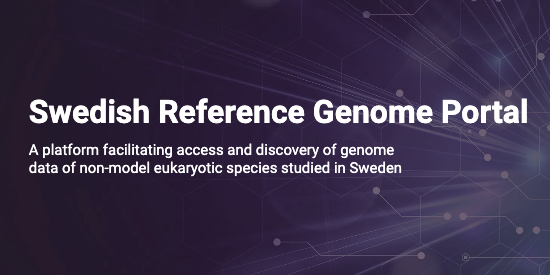 Swedish Reference Genome Portal
A platform facilitating access and discovery of genome
data of non-model eukaryotic species studied in Sweden